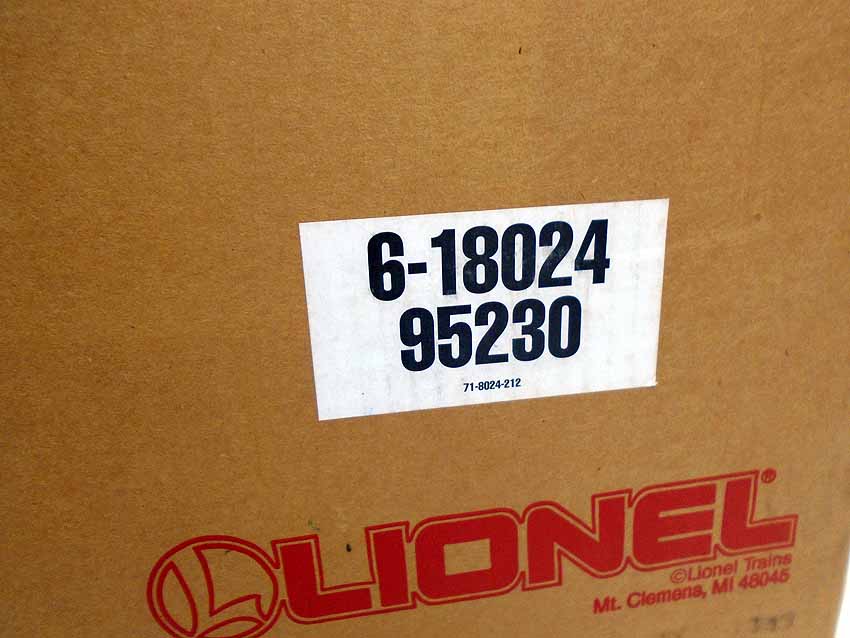 6-18024
95230
71-8024-212
LIONEL®
©Lionel Trains
Mt. Clemens, MI 48045